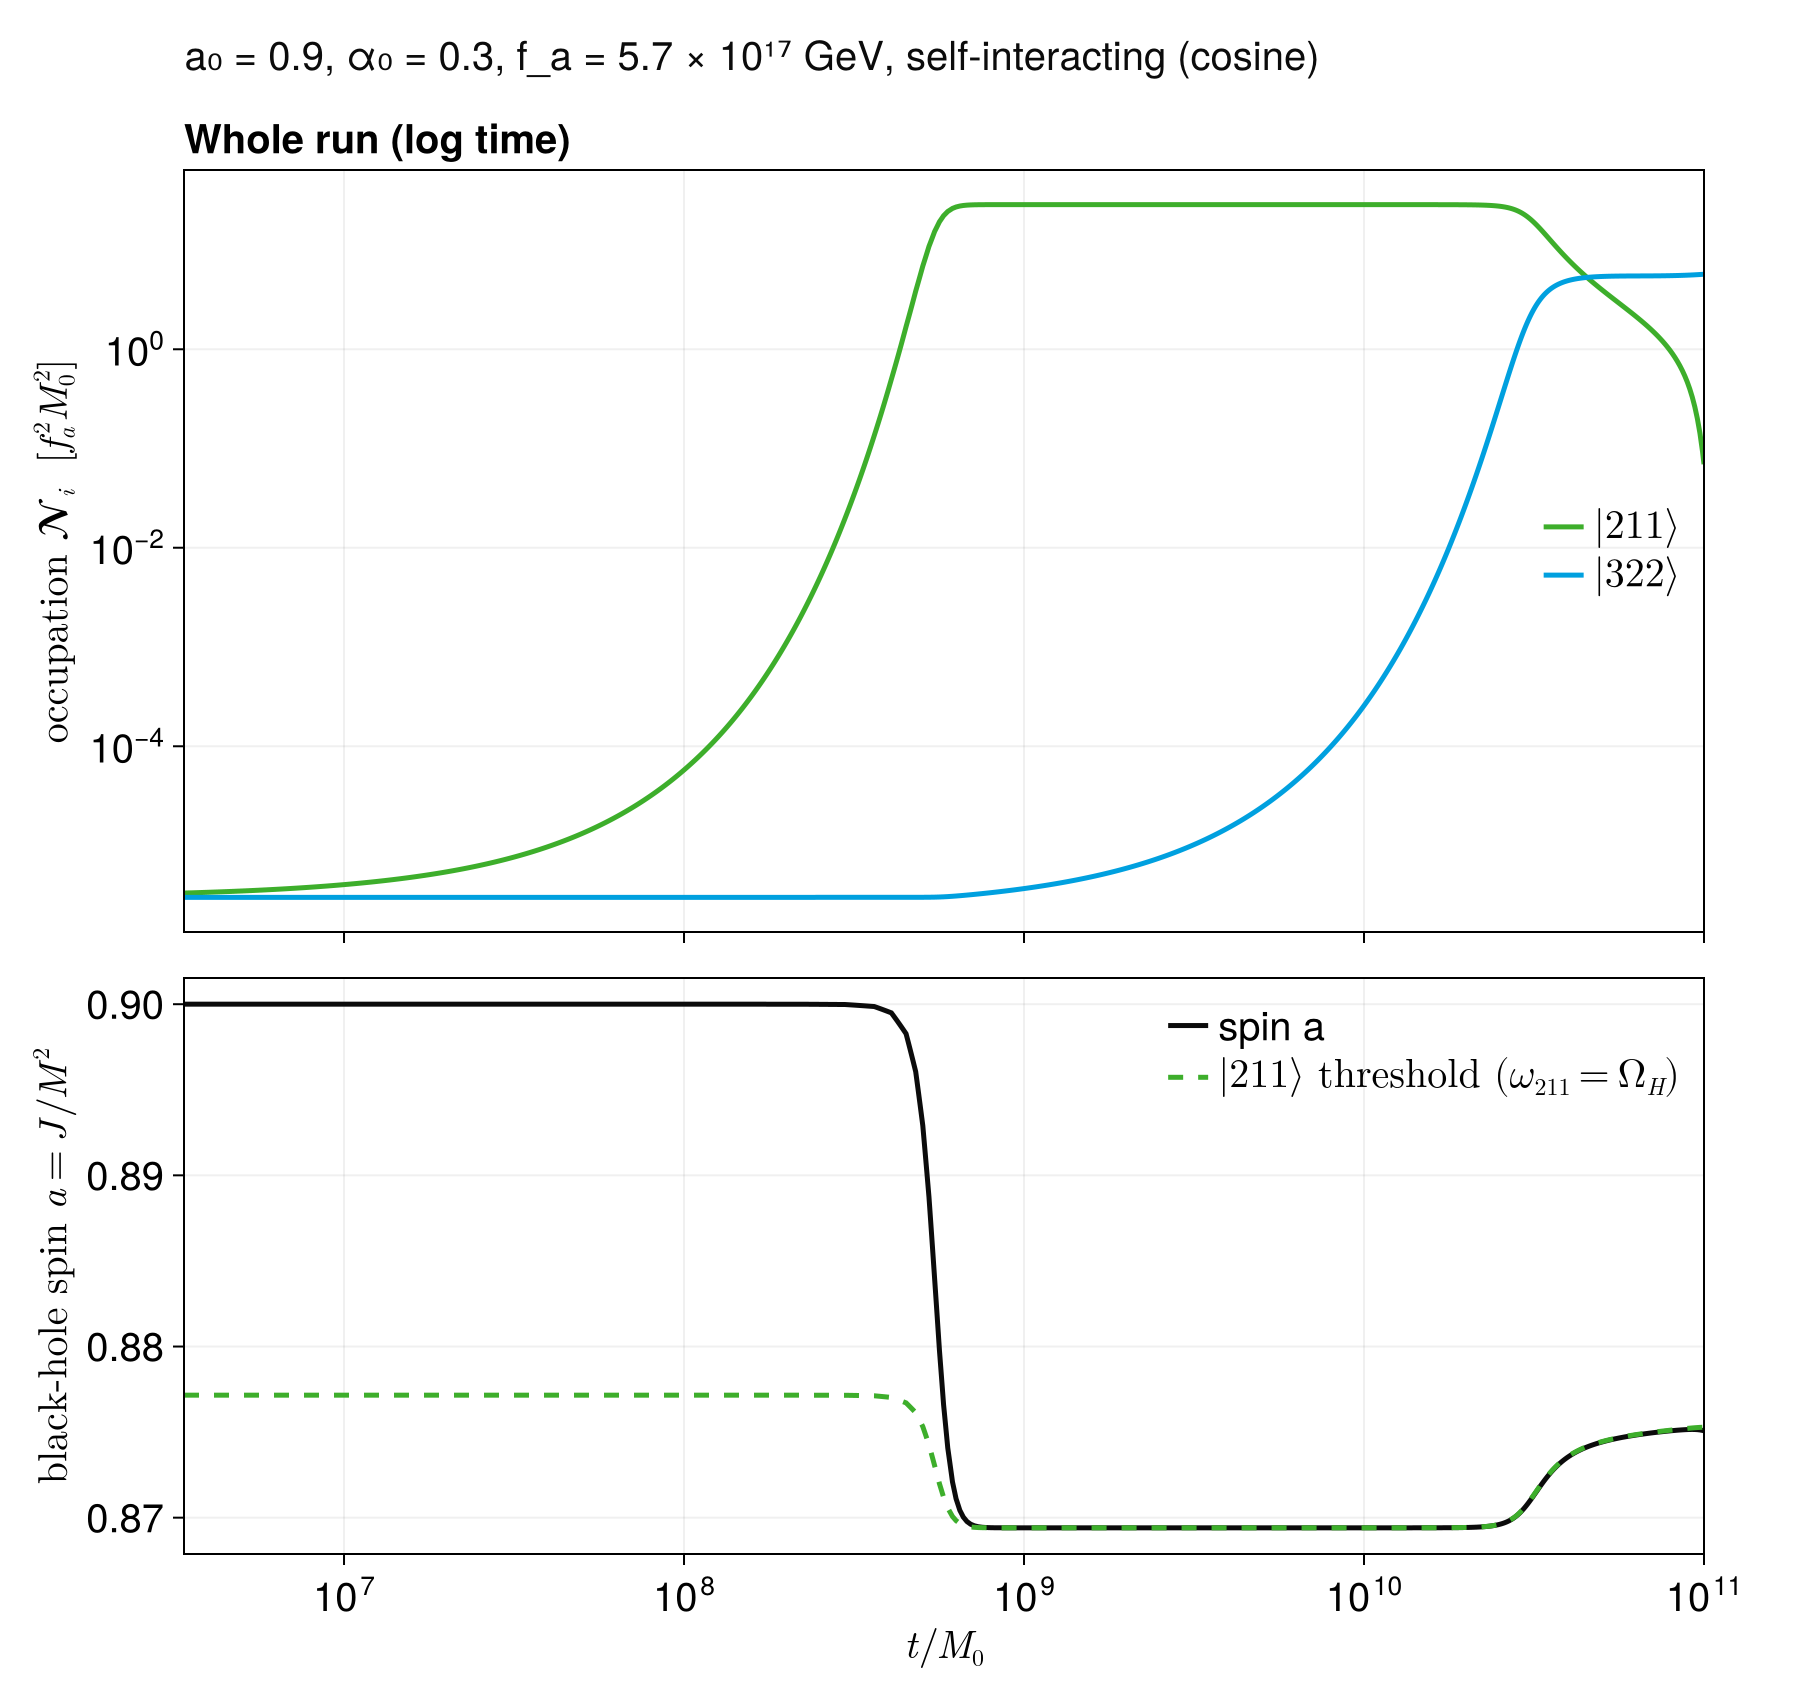 a₀ = 0.9, α₀ = 0.3, f_a = 5.7 × 10¹⁷ GeV, self-interacting (cosine)
Whole run (log time)
occupation 𝒩ᵢ [f_a²M₀²]
10⁰
10⁻²
10⁻⁴
|211⟩
|322⟩
black-hole spin a = J/M²
0.90
0.89
0.88
0.87
spin a
|211⟩ threshold (ω₂₁₁ = Ω_H)
10⁷
10⁸
10⁹
10¹⁰
10¹¹
t/M₀